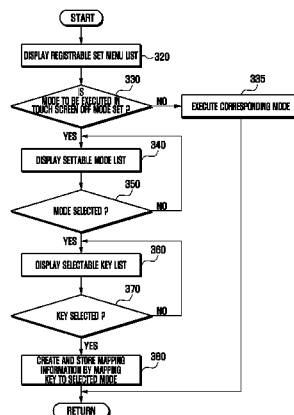 START
DISPLAY REGISTRABLE SET MENU LIST
320
330
335
IS
MODE TO BE EXECUTED IN
TOUCH SCREEN OFF MODE SET ?
NO
EXECUTE CORRESPONDING MODE
YES
340
DISPLAY SETTABLE MODE LIST
350
MODE SELECTED ?
NO
YES
360
DISPLAY SELECTABLE KEY LIST
370
KEY SELECTED ?
NO
YES
380
CREATE AND STORE MAPPING
INFORMATION BY MAPPING
KEY TO SELECTED MODE
RETURN